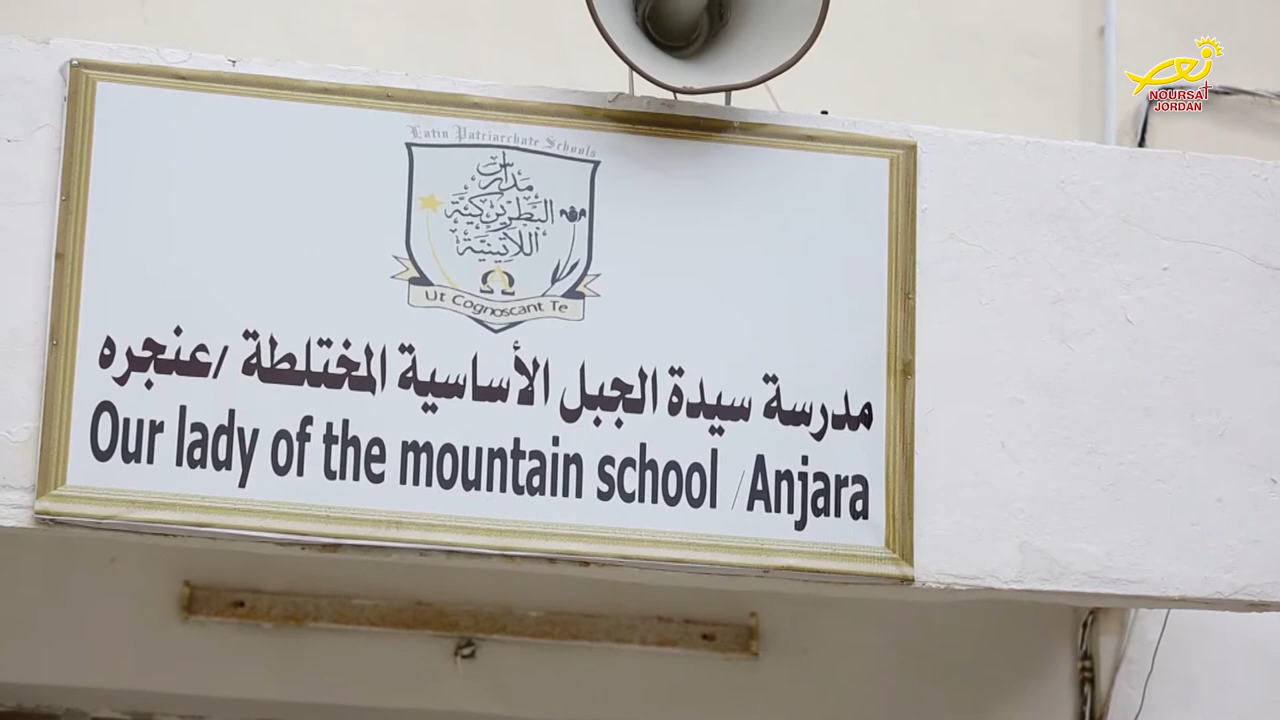 Latin Patriarchate Schools
مدارس
البطريركية
اللاتينية
Ut Cognoscant Te
مدرسة سيدة الجبل الأساسية المختلطة /عنجره
Our lady of the mountain school /Anjara
نورسات
NOURSAT
JORDAN